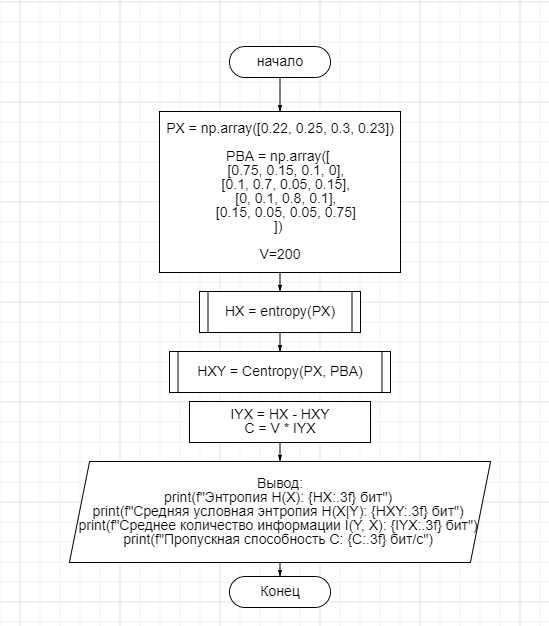 начало
PX = np.array([0.22, 0.25, 0.3, 0.23])
PBA = np.array([
[0.75, 0.15, 0.1, 0],
[0.1, 0.7, 0.05, 0.15],
[0, 0.1, 0.8, 0.1],
[0.15, 0.05, 0.05, 0.75]
])
V=200
HX = entropy(PX)
HXY = Centropy(PX, PBA)
IYX = HX - HXY
C = V * IYX
Вывод:
print(f"Энтропия H(X): {HX:.3f} бит")
print(f"Средняя условная энтропия H(X|Y): {HXY:.3f} бит")
print(f"Среднее количество информации I(Y, X): {IYX:.3f} бит")
print(f"Пропускная способность C: {C:.3f} бит/с")
Конец